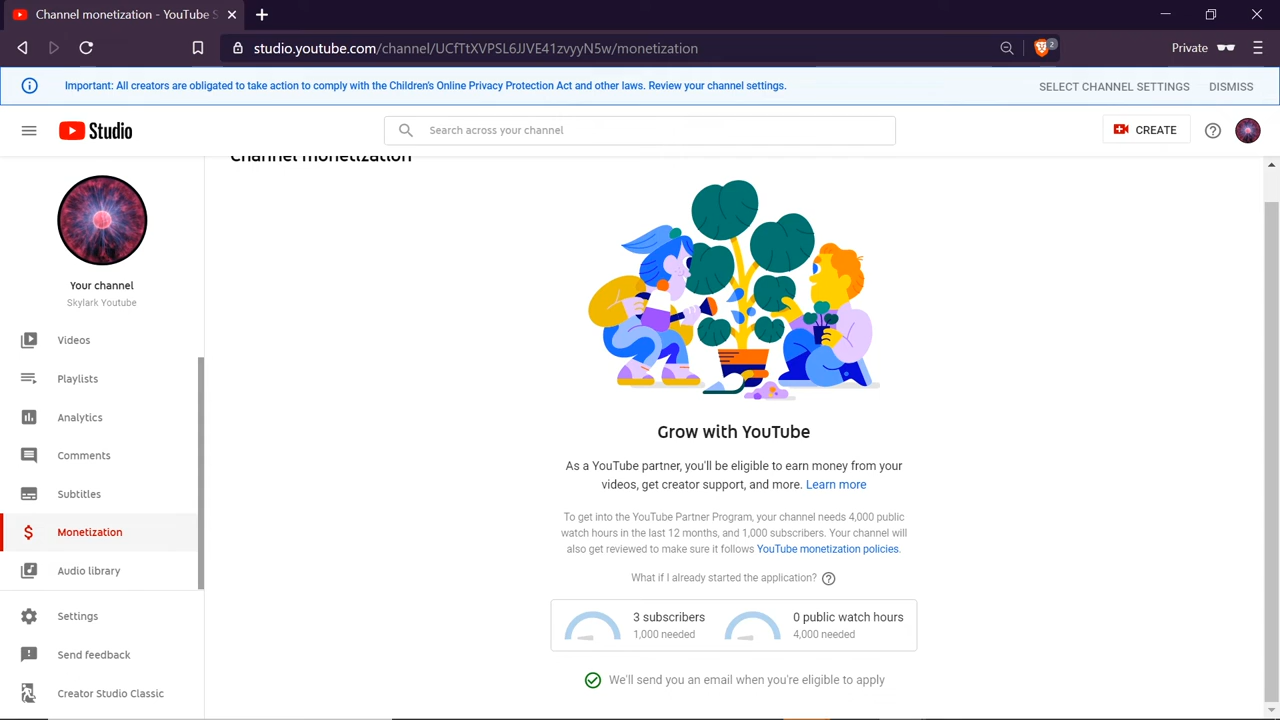 Channel monetization - YouTube S
studio.youtube.com/channel/UCfTtXVPSL6JJVE41zvyyN5w/monetization
2
Private
Important: All creators are obligated to take action to comply with the Children's Online Privacy Protection Act and other laws. Review your channel settings.
SELECT CHANNEL SETTINGS
DISMISS
Studio
Search across your channel
CREATE
Channel monetization
Your channel
Skylark Youtube
Videos
Playlists
Analytics
Comments
Subtitles
Monetization
Audio library
Settings
Send feedback
Creator Studio Classic
Grow with YouTube
As a YouTube partner, you'll be eligible to earn money from your
videos, get creator support, and more. Learn more
To get into the YouTube Partner Program, your channel needs 4,000 public
watch hours in the last 12 months, and 1,000 subscribers. Your channel will
also get reviewed to make sure it follows YouTube monetization policies.
What if I already started the application?
3 subscribers
1,000 needed
0 public watch hours
4,000 needed
We'll send you an email when you're eligible to apply